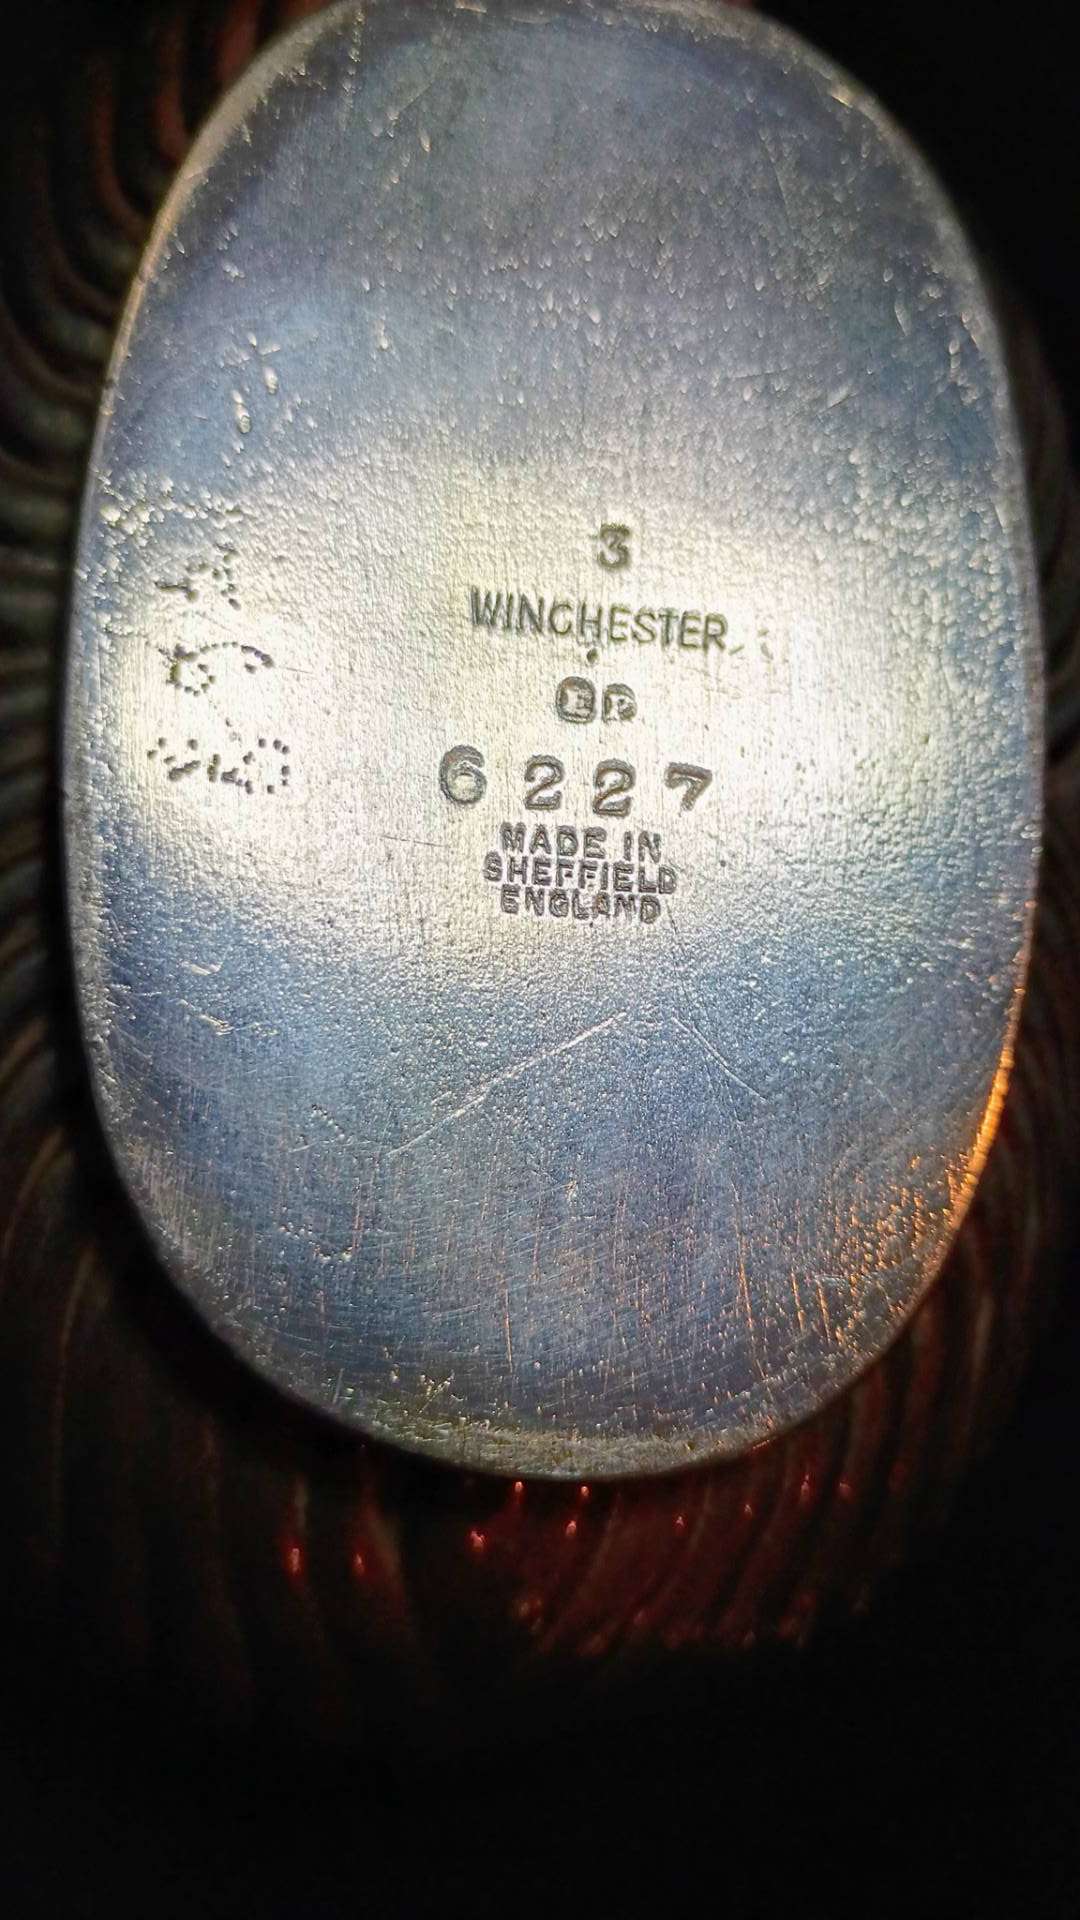 3
WINCHESTER
EP
6227
MADE IN
SHEFFIELD
ENGLAND